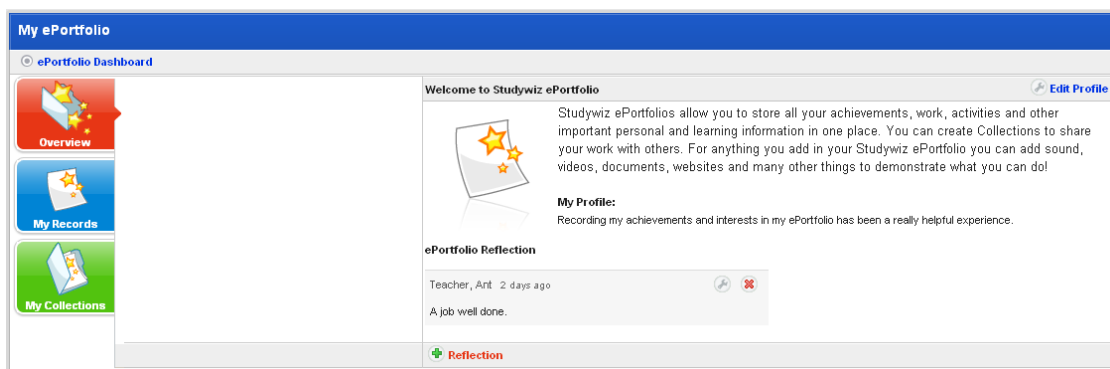 My ePortfolio
ePortfolio Dashboard
Overview
My Records
My Collections
Welcome to Studywiz ePortfolio
Edit Profile
Studywiz ePortfolios allow you to store all your achievements, work, activities and other
important personal and learning information in one place. You can create Collections to share
your work with others. For anything you add in your Studywiz ePortfolio you can add sound,
videos, documents, websites and many other things to demonstrate what you can do!
My Profile:
Recording my achievements and interests in my ePortfolio has been a really helpful experience.
ePortfolio Reflection
Teacher, Ant 2 days ago
A job well done.
Reflection